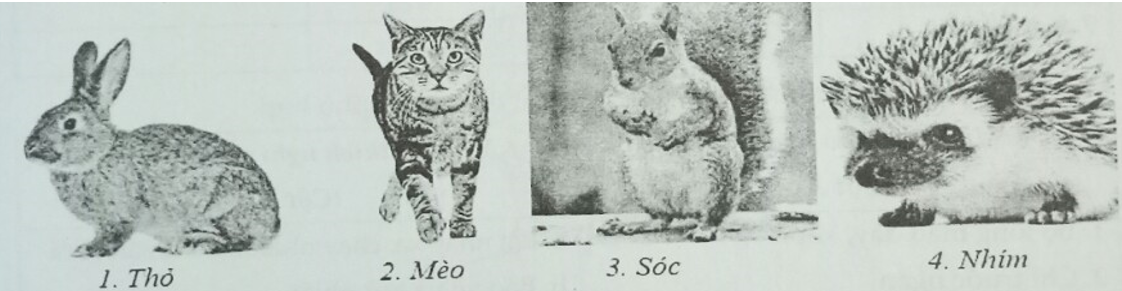 1. Thỏ
2. Mèo
3. Sóc
4. Nhím